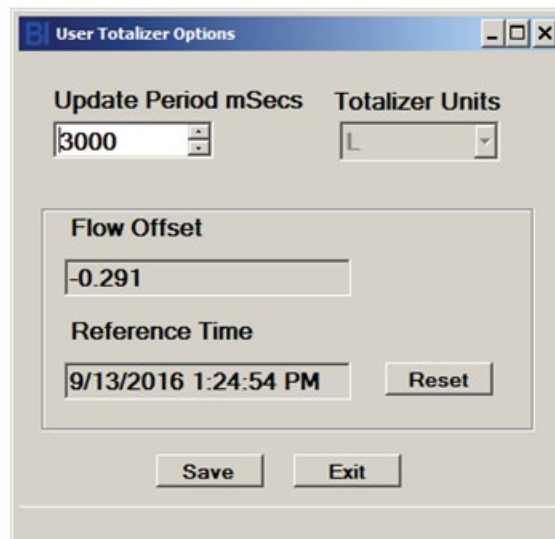 BI User Totalizer Options
Update Period mSecs Totalizer Units
3000 L
Flow Offset
-0.291
Reference Time
9/13/2016 1:24:54 PM Reset
Save Exit